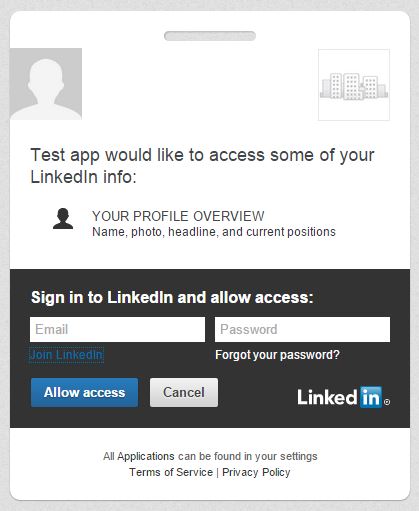 Test app would like to access some of your
LinkedIn info:
YOUR PROFILE OVERVIEW
Name, photo, headline, and current positions
Sign in to LinkedIn and allow access:
Email Password
Join LinkedIn Forgot your password?
Allow access Cancel Linked in ®
All Applications can be found in your settings
Terms of Service | Privacy Policy